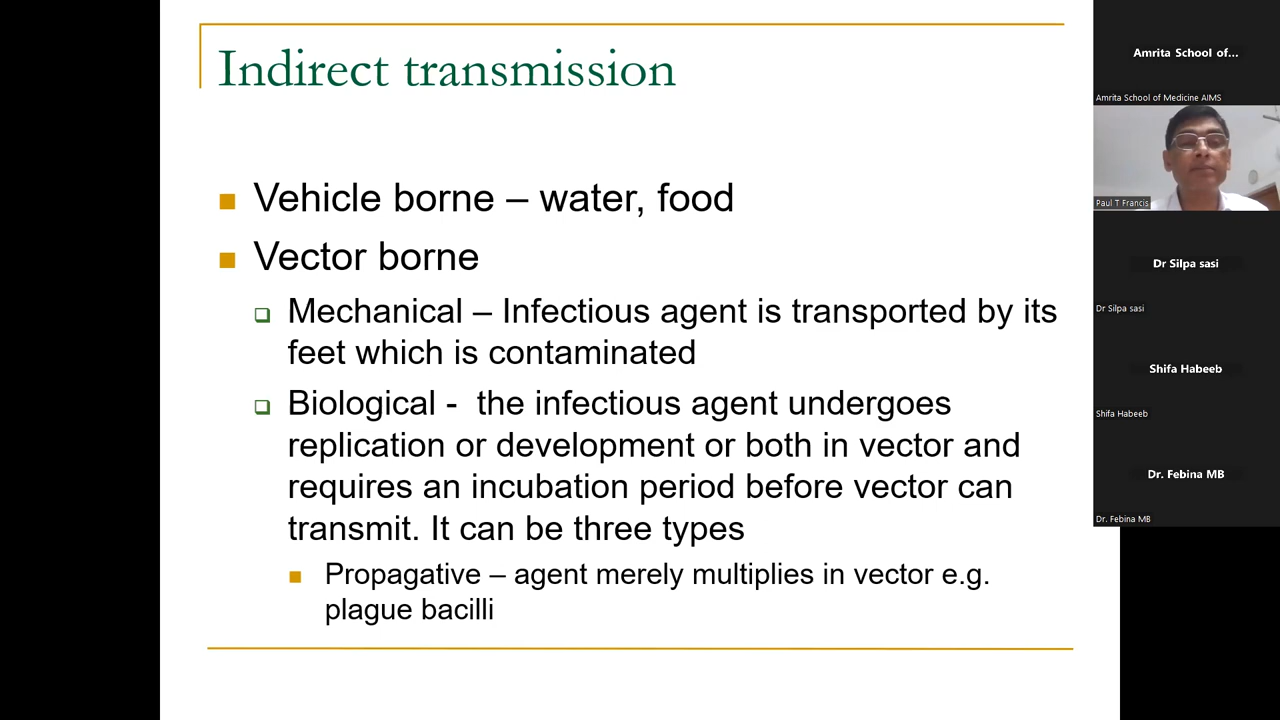 Indirect transmission
Vehicle borne – water, food
Vector borne
Mechanical – Infectious agent is transported by its
feet which is contaminated
Biological - the infectious agent undergoes
replication or development or both in vector and
requires an incubation period before vector can
transmit. It can be three types
Propagative – agent merely multiplies in vector e.g.
plague bacilli
Amrita School of...
Amrita School of Medicine AIMS
Paul T Francis
Dr Silpa sasi
Dr Silpa sasi
Shifa Habeeb
Shifa Habeeb
Dr. Febina MB
Dr. Febina MB